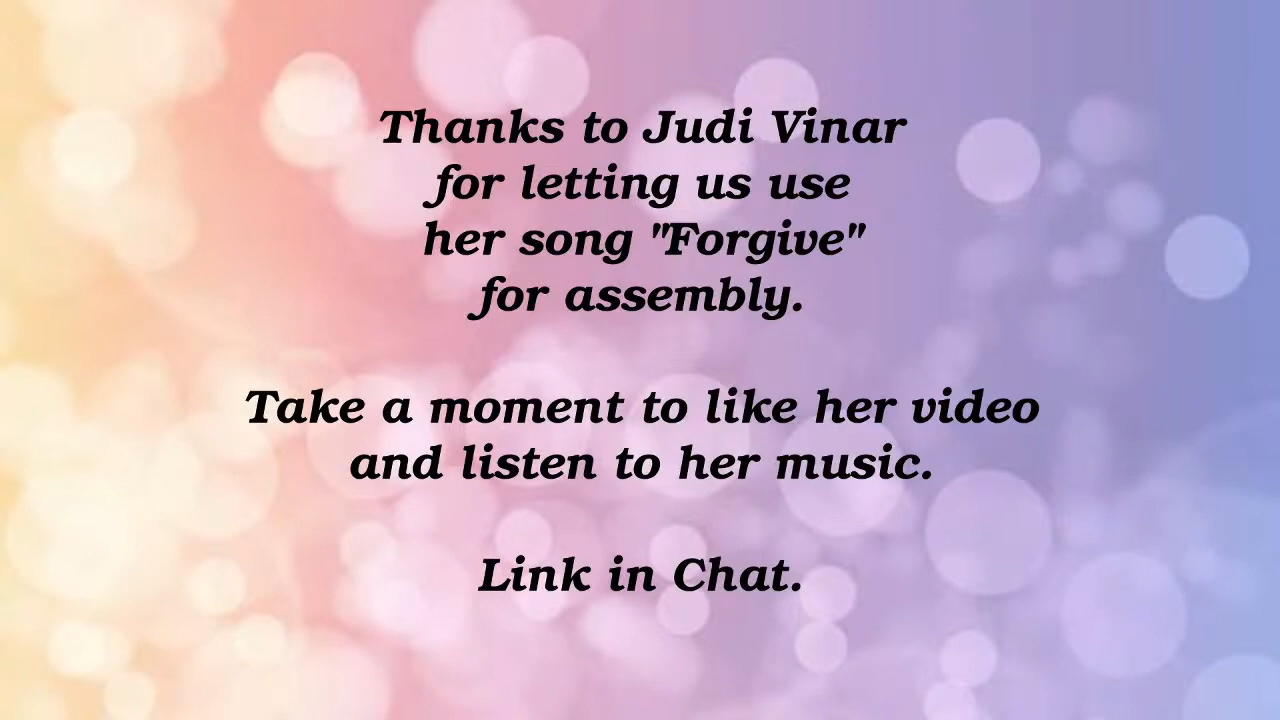 Thanks to Judi Vinar
for letting us use
her song "Forgive"
for assembly.
Take a moment to like her video
and listen to her music.
Link in Chat.